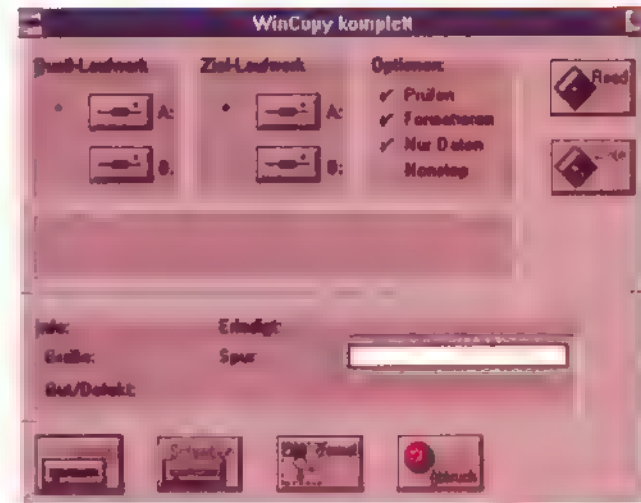 WinCopy komplett
Quell-Laufwerk Ziel-Laufwerk Optionen:
A: A: Prüfen
Formatieren
B: B: Nur Daten
Nonstop
Read
Info: Erledigt:
Größe: Spur
Gut/Defekt:
Abbruch